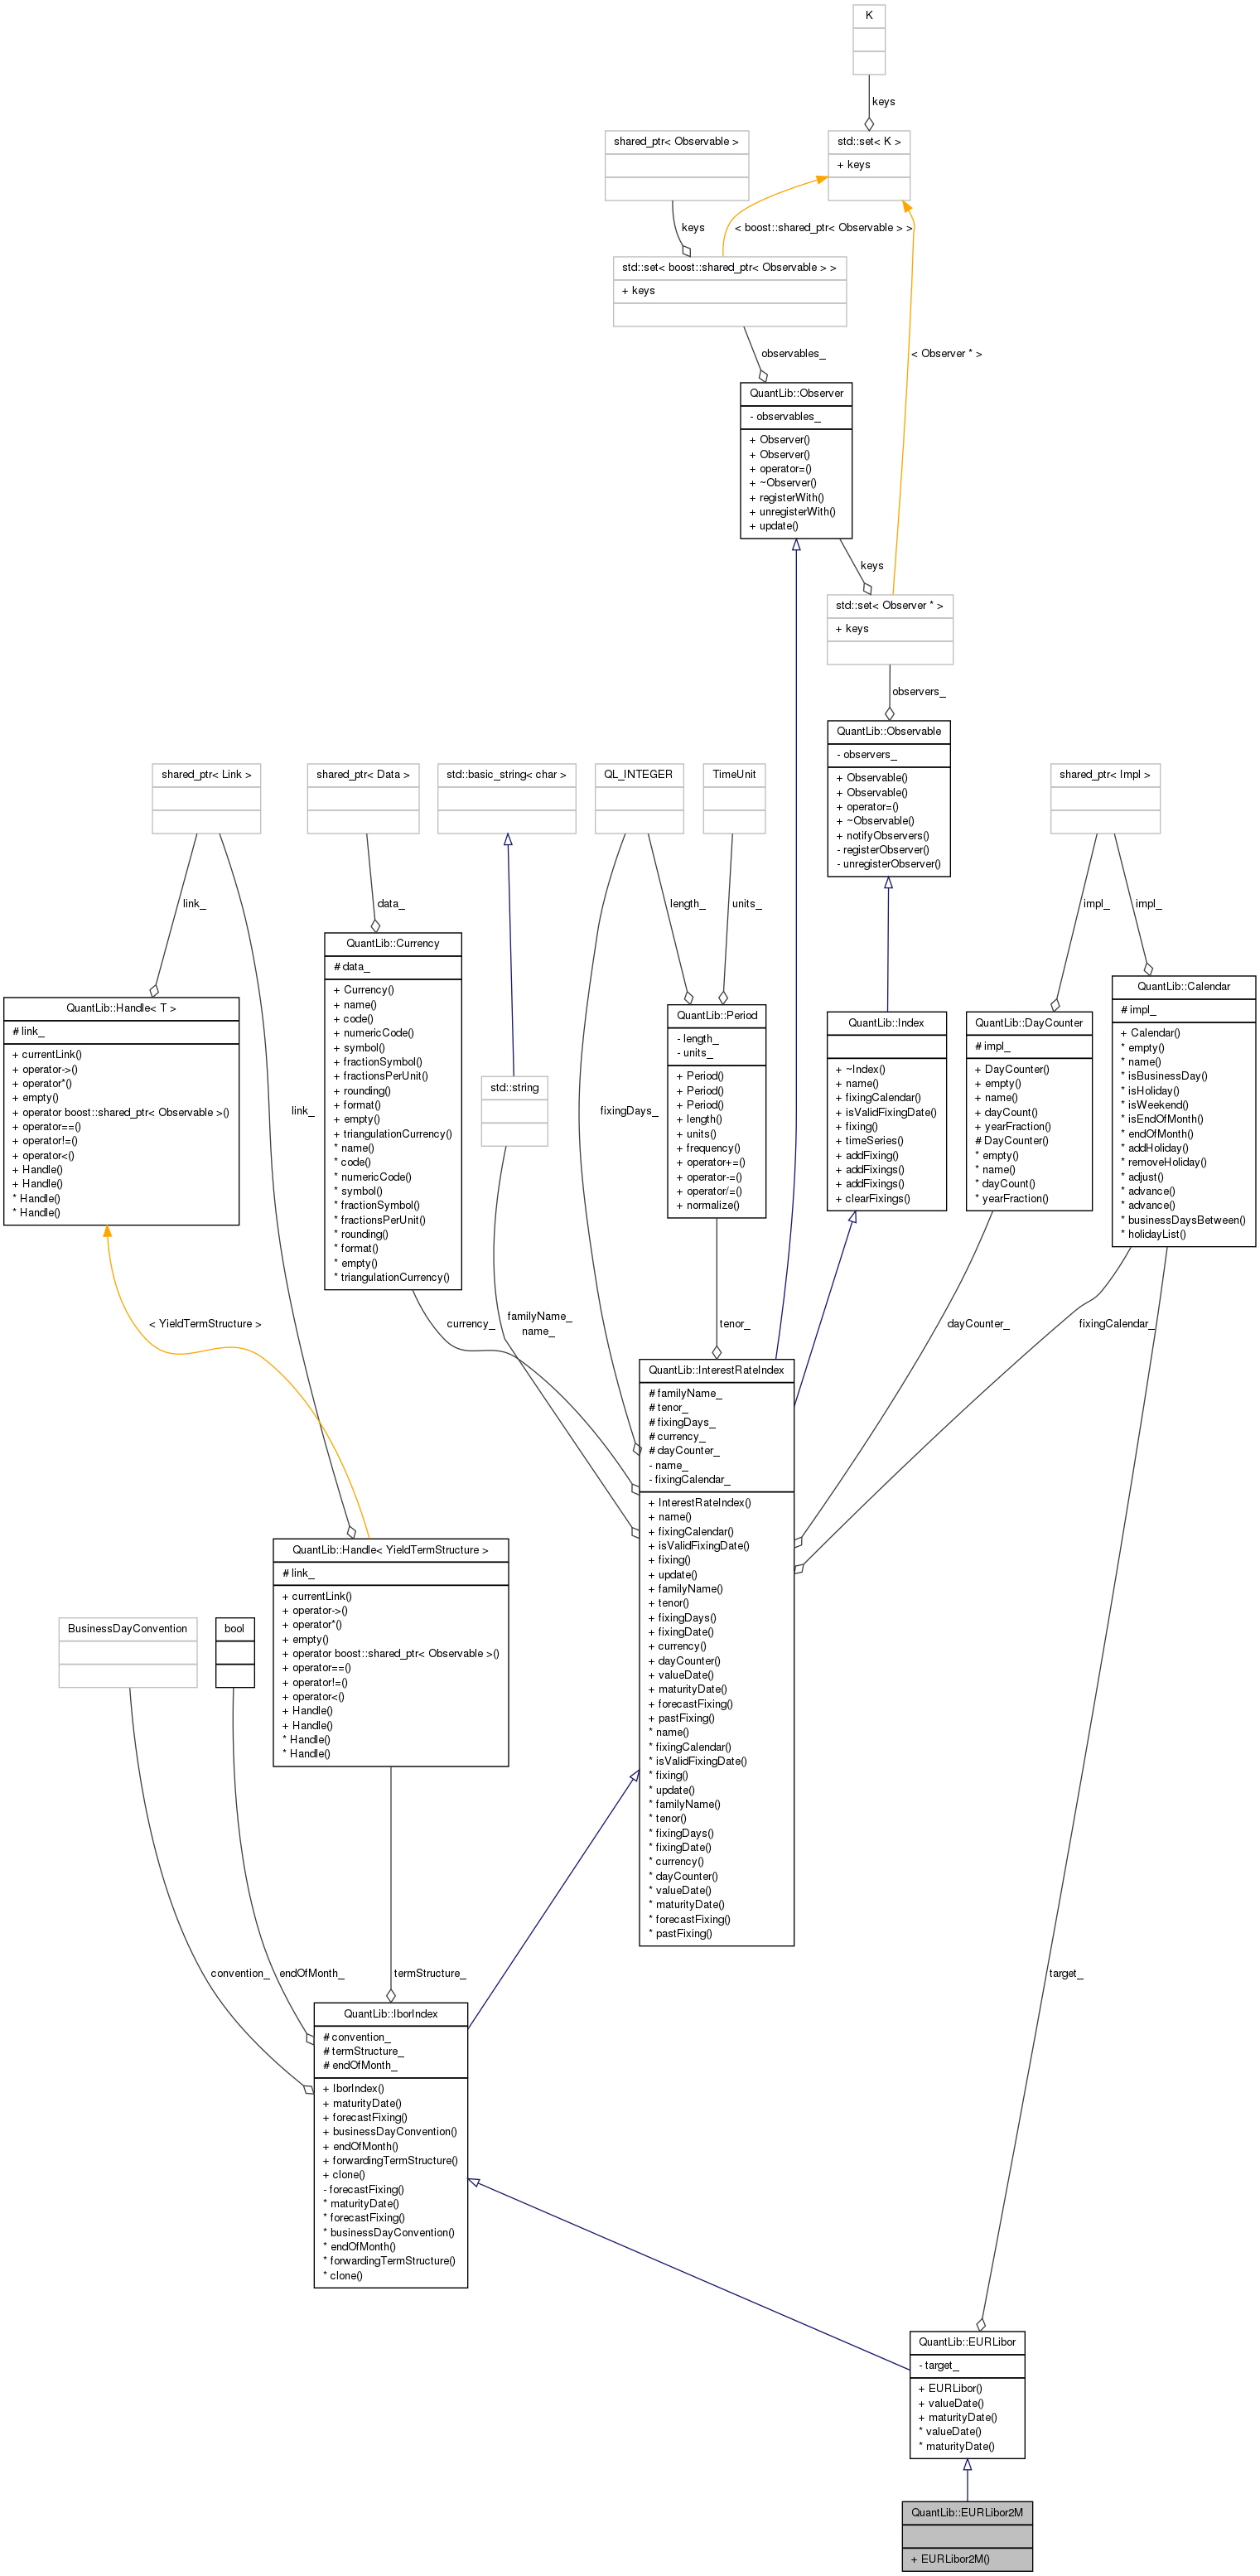 K
keys
std::set< K >
+ keys
shared_ptr< Observable >
keys
< boost::shared_ptr< Observable > >
std::set< boost::shared_ptr< Observable > >
+ keys
observables_
< Observer * >
QuantLib::Observer
- observables_
+ Observer()
+ Observer()
+ operator=()
+ ~Observer()
+ registerWith()
+ unregisterWith()
+ update()
keys
std::set< Observer * >
+ keys
observers_
QuantLib::Observable
- observers_
+ Observable()
+ Observable()
+ operator=()
+ ~Observable()
+ notifyObservers()
- registerObserver()
- unregisterObserver()
shared_ptr< Link >
shared_ptr< Data >
std::basic_string< char >
QL_INTEGER
TimeUnit
shared_ptr< Impl >
link_
data_
length_
units_
impl_
impl_
QuantLib::Handle< T >
# link_
+ currentLink()
+ operator->()
+ operator*()
+ empty()
+ operator boost::shared_ptr< Observable >()
+ operator==()
+ operator!=()
+ operator<()
+ Handle()
+ Handle()
* Handle()
* Handle()
link_
QuantLib::Currency
# data_
+ Currency()
+ name()
+ code()
+ numericCode()
+ symbol()
+ fractionSymbol()
+ fractionsPerUnit()
+ rounding()
+ format()
+ empty()
+ triangulationCurrency()
* name()
* code()
* numericCode()
* symbol()
* fractionSymbol()
* fractionsPerUnit()
* rounding()
* format()
* empty()
* triangulationCurrency()
std::string
fixingDays_
QuantLib::Period
- length_
- units_
+ Period()
+ Period()
+ Period()
+ length()
+ units()
+ frequency()
+ operator+=()
+ operator-=()
+ operator/=()
+ normalize()
QuantLib::Index
+ ~Index()
+ name()
+ fixingCalendar()
+ isValidFixingDate()
+ fixing()
+ timeSeries()
+ addFixing()
+ addFixings()
+ addFixings()
+ clearFixings()
QuantLib::DayCounter
# impl_
+ DayCounter()
+ empty()
+ name()
+ dayCount()
+ yearFraction()
# DayCounter()
* empty()
* name()
* dayCount()
* yearFraction()
QuantLib::Calendar
# impl_
+ Calendar()
* empty()
* name()
* isBusinessDay()
* isHoliday()
* isWeekend()
* isEndOfMonth()
* endOfMonth()
* addHoliday()
* removeHoliday()
* adjust()
* advance()
* advance()
* businessDaysBetween()
* holidayList()
< YieldTermStructure >
currency_
familyName_
name_
tenor_
dayCounter_
fixingCalendar_
QuantLib::InterestRateIndex
# familyName_
# tenor_
# fixingDays_
# currency_
# dayCounter_
- name_
- fixingCalendar_
+ InterestRateIndex()
+ name()
+ fixingCalendar()
+ isValidFixingDate()
+ fixing()
+ update()
+ familyName()
+ tenor()
+ fixingDays()
+ fixingDate()
+ currency()
+ dayCounter()
+ valueDate()
+ maturityDate()
+ forecastFixing()
+ pastFixing()
* name()
* fixingCalendar()
* isValidFixingDate()
* fixing()
* update()
* familyName()
* tenor()
* fixingDays()
* fixingDate()
* currency()
* dayCounter()
* valueDate()
* maturityDate()
* forecastFixing()
* pastFixing()
QuantLib::Handle< YieldTermStructure >
# link_
+ currentLink()
+ operator->()
+ operator*()
+ empty()
+ operator boost::shared_ptr< Observable >()
+ operator==()
+ operator!=()
+ operator<()
+ Handle()
+ Handle()
* Handle()
* Handle()
BusinessDayConvention
bool
convention_
endOfMonth_
termStructure_
target_
QuantLib::IborIndex
# convention_
# termStructure_
# endOfMonth_
+ IborIndex()
+ maturityDate()
+ forecastFixing()
+ businessDayConvention()
+ endOfMonth()
+ forwardingTermStructure()
+ clone()
- forecastFixing()
* maturityDate()
* forecastFixing()
* businessDayConvention()
* endOfMonth()
* forwardingTermStructure()
* clone()
QuantLib::EURLibor
- target_
+ EURLibor()
+ valueDate()
+ maturityDate()
* valueDate()
* maturityDate()
QuantLib::EURLibor2M
+ EURLibor2M()